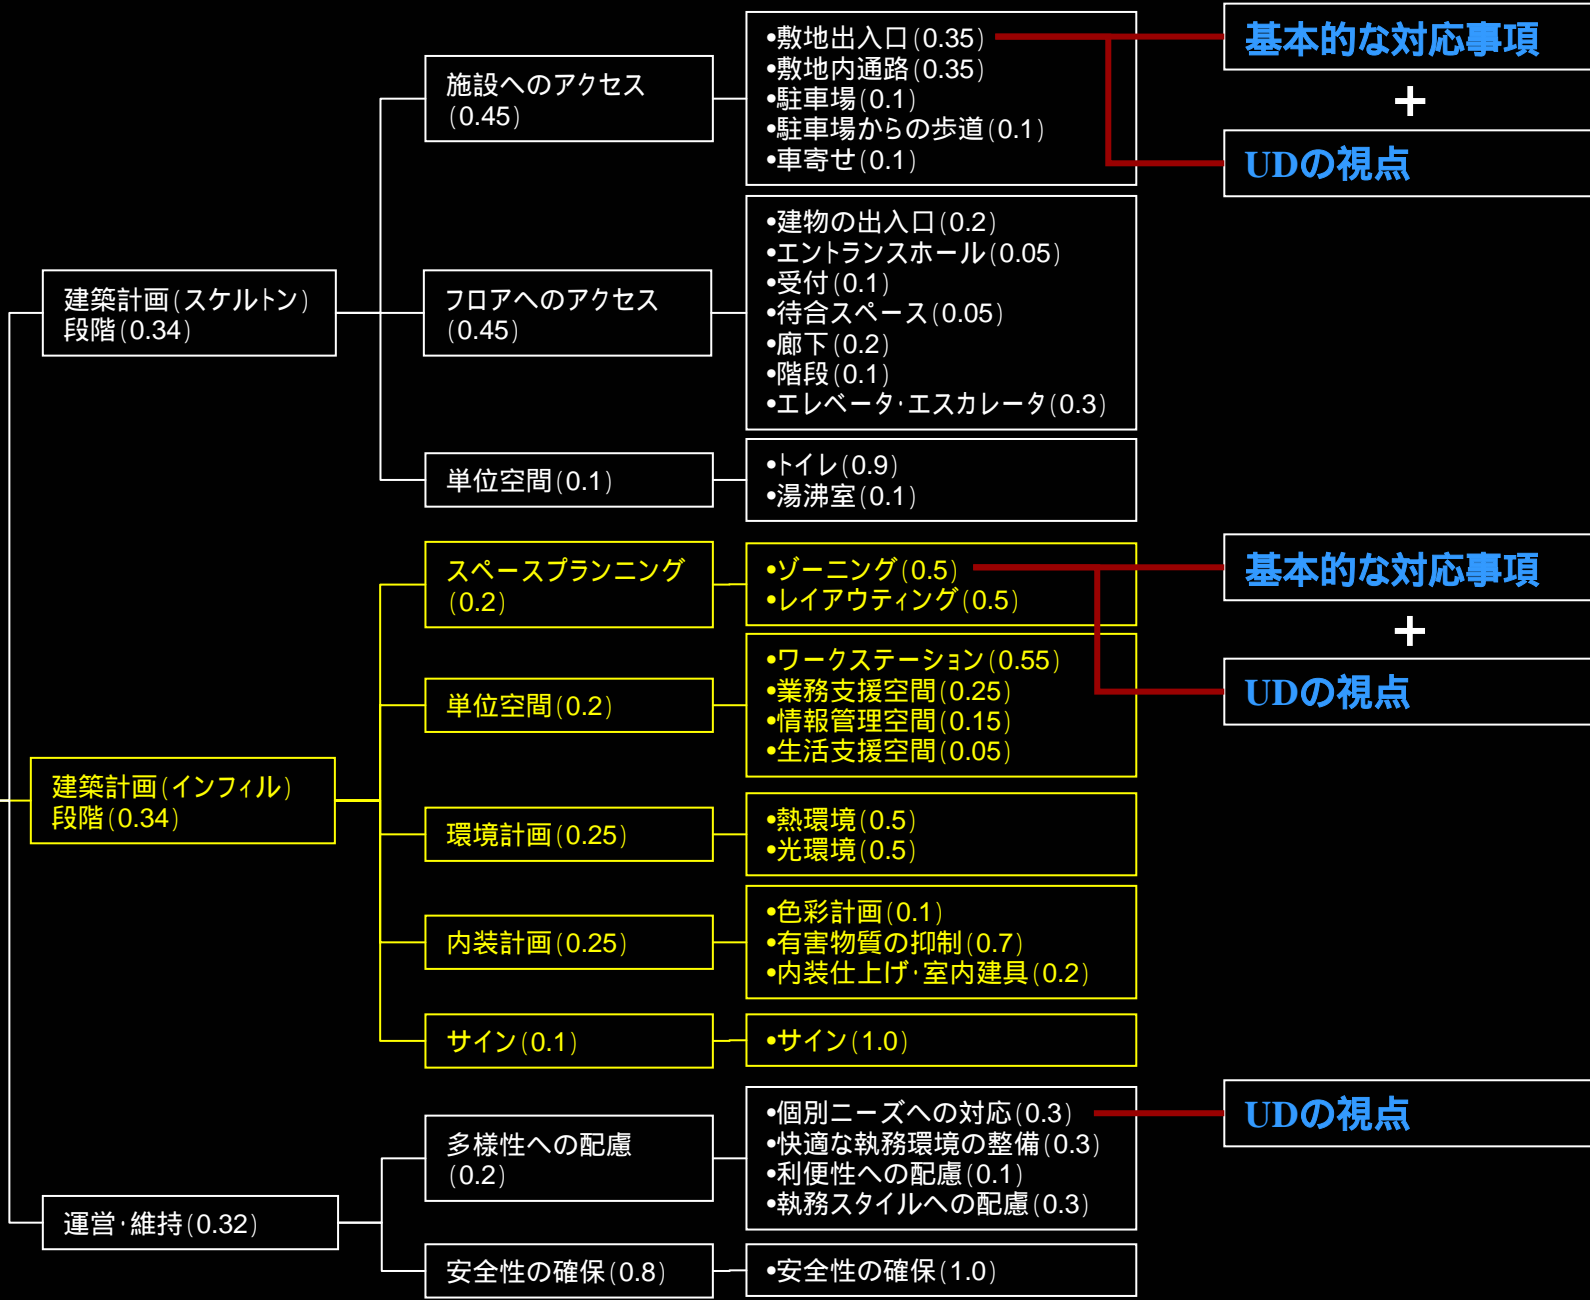 建築計画(スケルトン)
段階(0.34)
施設へのアクセス
(0.45)
•敷地出入口(0.35)
•敷地内通路(0.35)
•駐車場(0.1)
•駐車場からの歩道(0.1)
•車寄せ(0.1)
基本的な対応事項
+
UDの視点
フロアへのアクセス
(0.45)
•建物の出入口(0.2)
•エントランスホール(0.05)
•受付(0.1)
•待合スペース(0.05)
•廊下(0.2)
•階段(0.1)
•エレベータ・エスカレータ(0.3)
単位空間(0.1)
•トイレ(0.9)
•湯沸室(0.1)
建築計画(インフィル)
段階(0.34)
スペースプランニング
(0.2)
•ゾーニング(0.5)
•レイアウティング(0.5)
基本的な対応事項
+
UDの視点
単位空間(0.2)
•ワークステーション(0.55)
•業務支援空間(0.25)
•情報管理空間(0.15)
•生活支援空間(0.05)
環境計画(0.25)
•熱環境(0.5)
•光環境(0.5)
内装計画(0.25)
•色彩計画(0.1)
•有害物質の抑制(0.7)
•内装仕上げ・室内建具(0.2)
サイン(0.1)
•サイン(1.0)
運営・維持(0.32)
多様性への配慮
(0.2)
•個別ニーズへの対応(0.3)
•快適な執務環境の整備(0.3)
•利便性への配慮(0.1)
•執務スタイルへの配慮(0.3)
UDの視点
安全性の確保(0.8)
•安全性の確保(1.0)